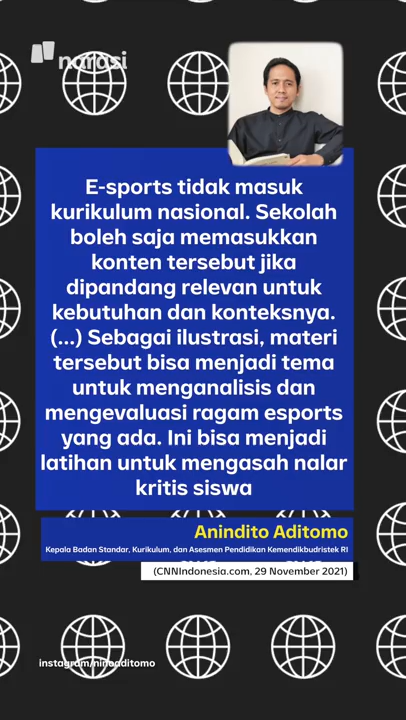 narasi
E-sports tidak masuk
kurikulum nasional. Sekolah
boleh saja memasukkan
konten tersebut jika
dipandang relevan untuk
kebutuhan dan konteksnya.
(...) Sebagai ilustrasi, materi
tersebut bisa menjadi tema
untuk menganalisis dan
mengevaluasi ragam esports
yang ada. Ini bisa menjadi
latihan untuk mengasah nalar
kritis siswa
Anindito Aditomo
Kepala Badan Standar, Kurikulum, dan Asesmen Pendidikan Kemendikbudristek RI
(CNNIndonesia.com, 29 November 2021)
instagram/ninoaditomo